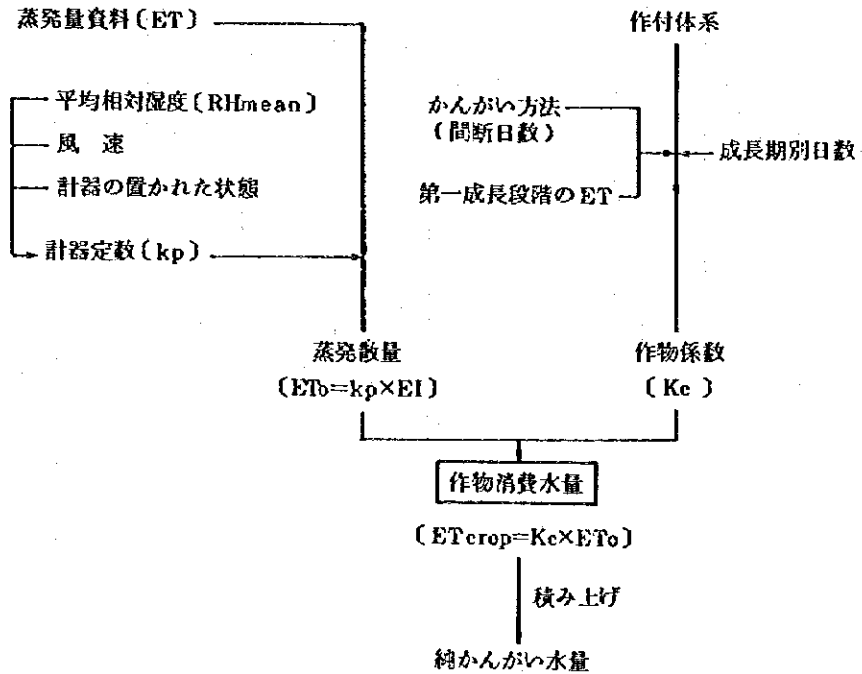 蒸発量資料(ET)
平均相対湿度(RHmean)
風 速
計器の置かれた状態
計器定数(kp)
作付体系
かんがい方法
(間断日数)
成長期別日数
第一成長段階のET
蒸発散量
(ETo=kp×EI)
作物係数
(Kc)
作物消費水量
(ETcrop=Kc×ETo)
積み上げ
純かんがい水量